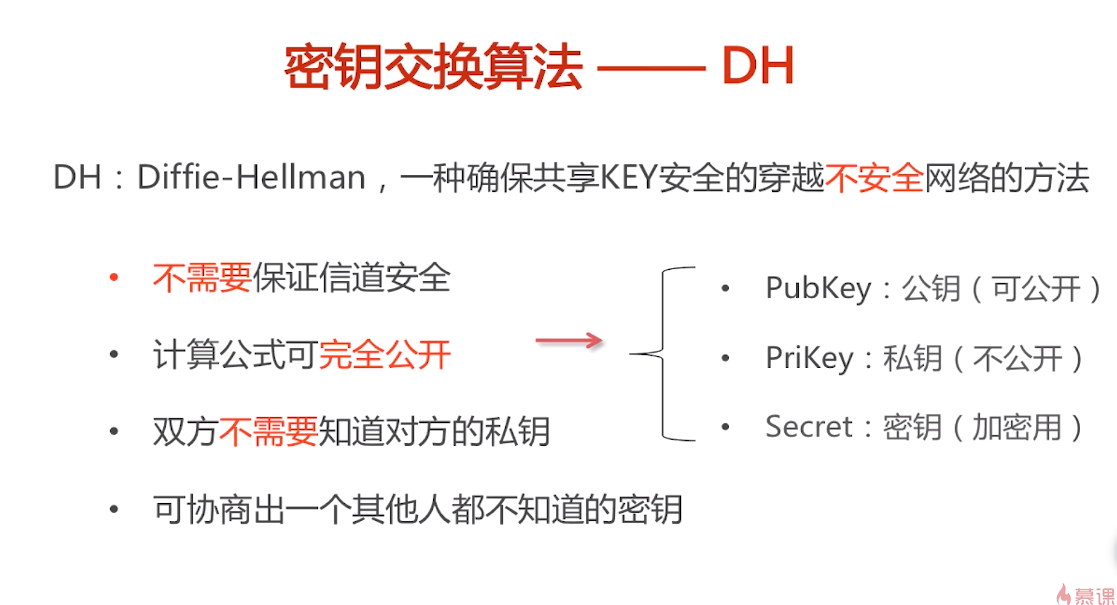 密钥交换算法 —— DH
DH：Diffie-Hellman，一种确保共享KEY安全的穿越不安全网络的方法
• 不需要保证信道安全
• 计算公式可完全公开
• 双方不需要知道对方的私钥
• 可协商出一个其他人都不知道的密钥
• PubKey：公钥（可公开）
• PriKey：私钥（不公开）
• Secret：密钥（加密用）
慕课